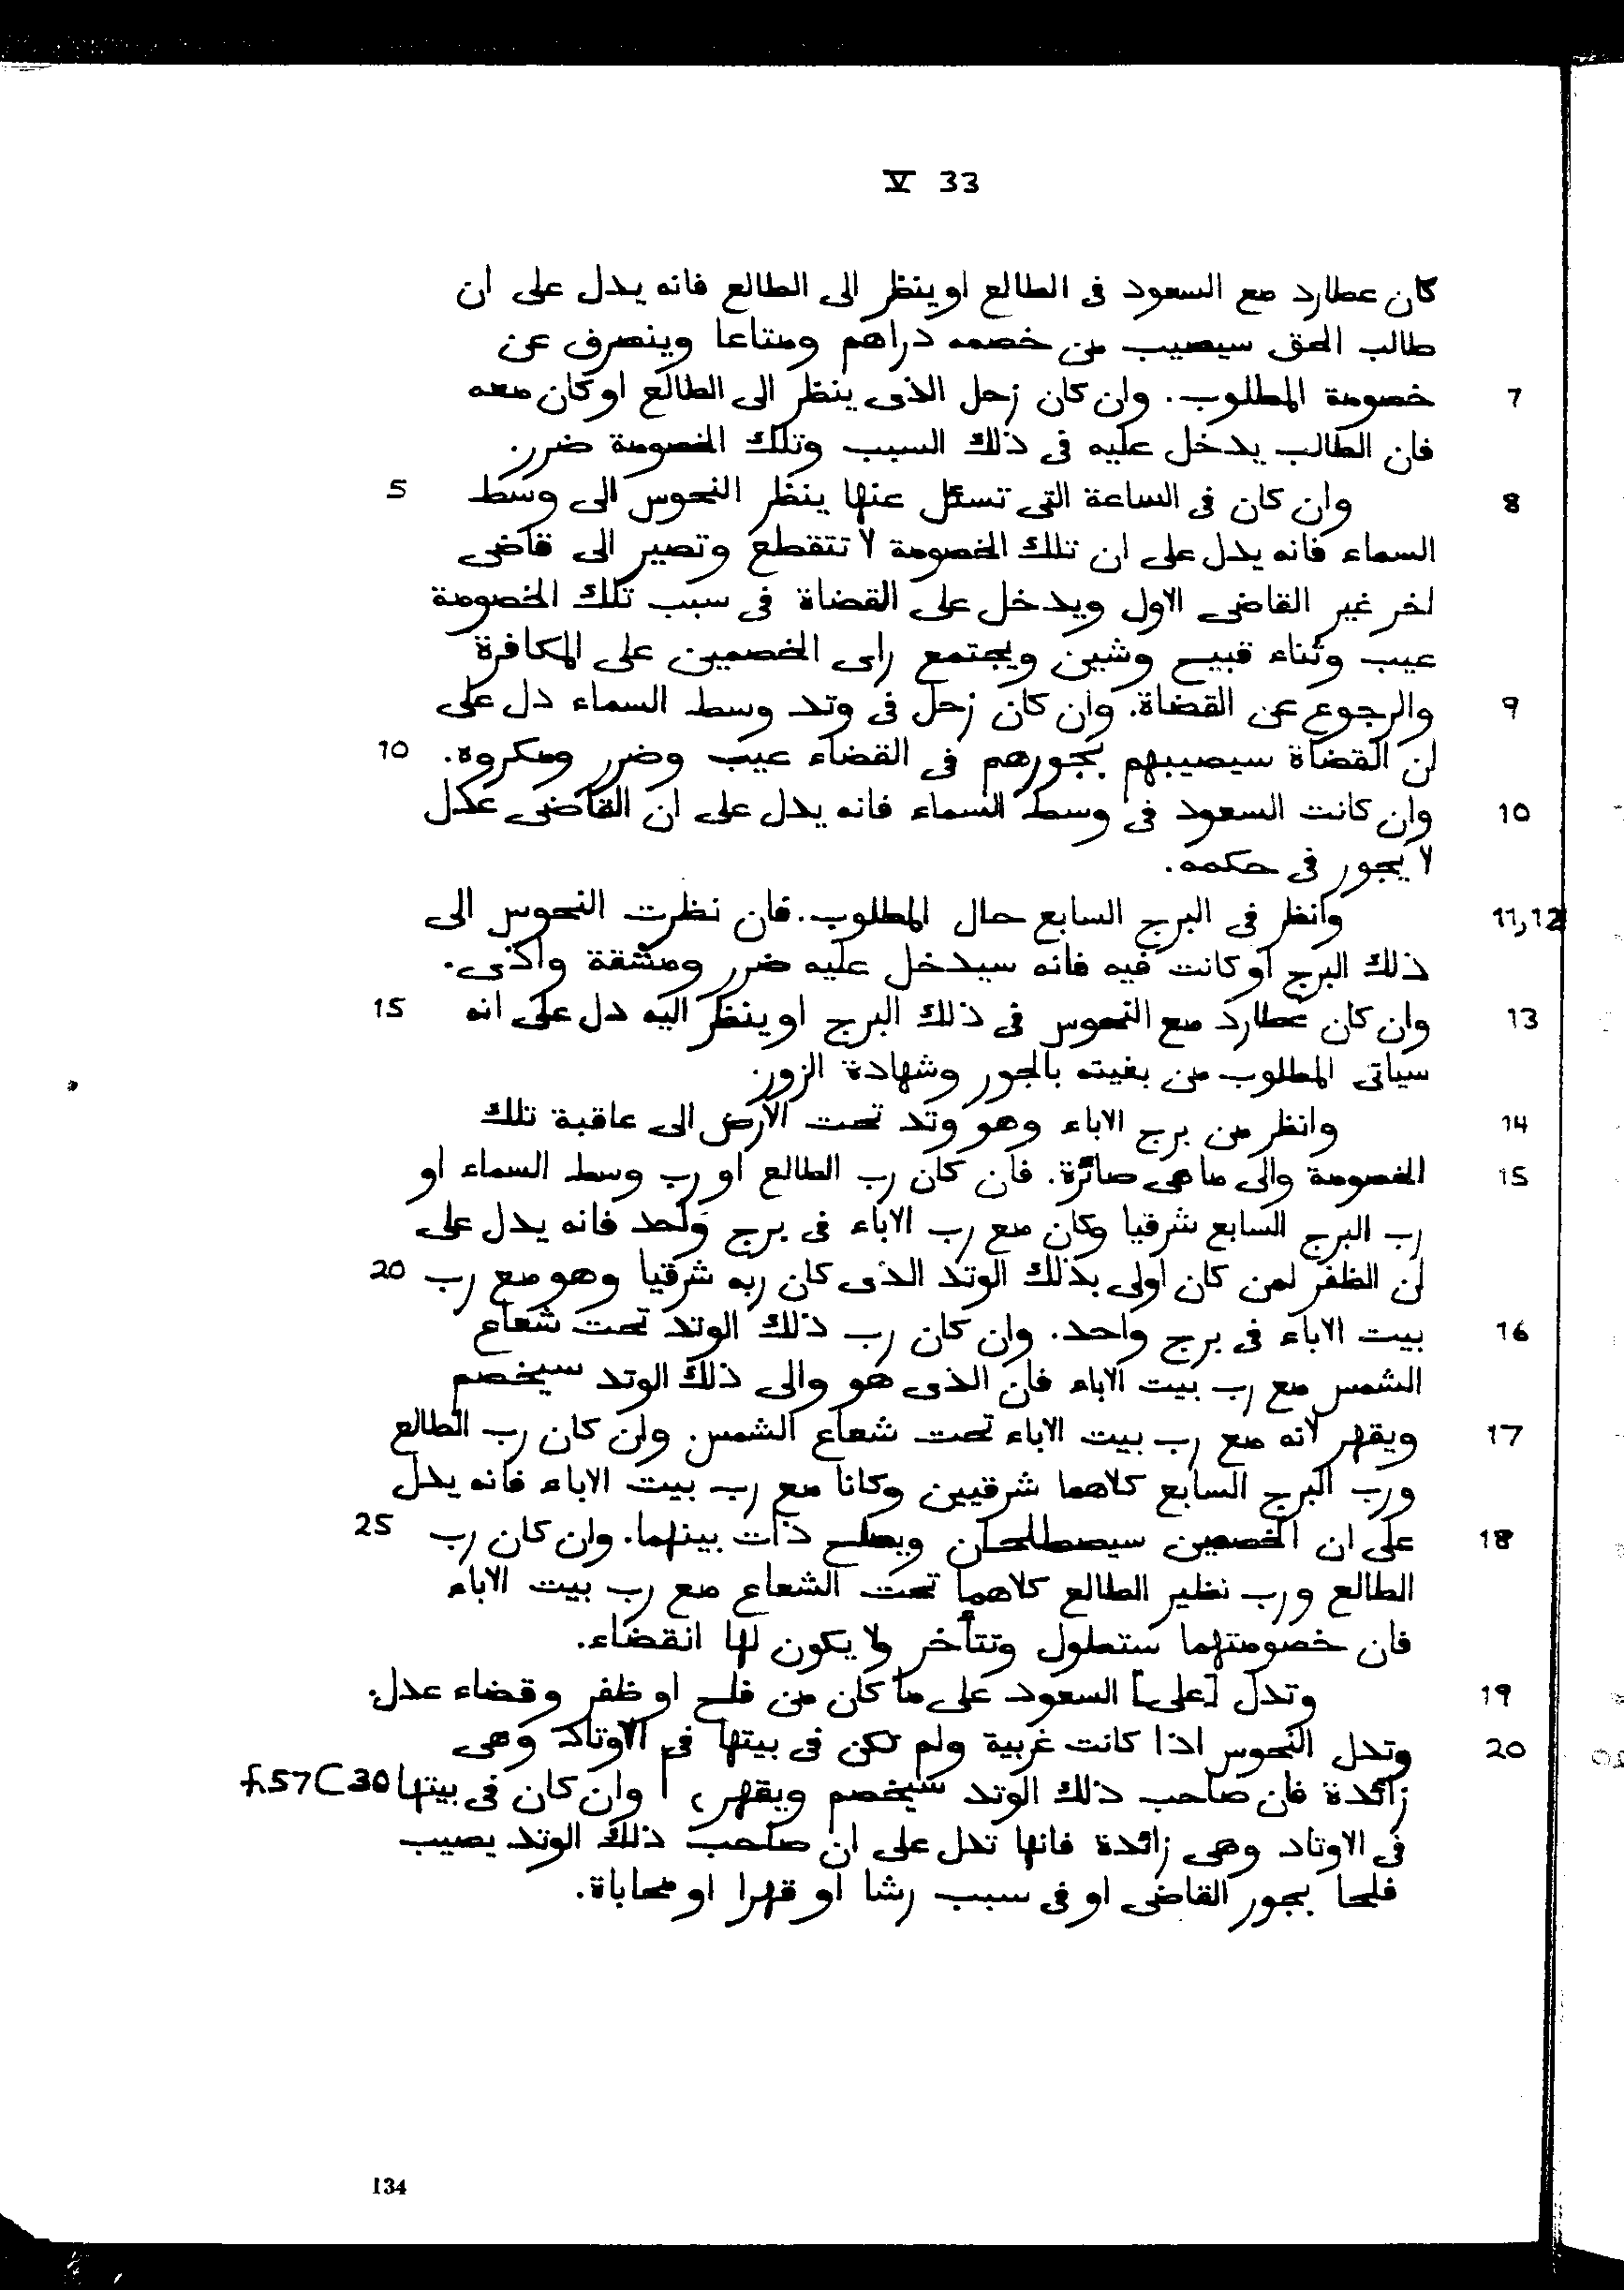 V 33
كان عطارد مع السعود فى الطالع او ينظر الى الطالع فانه يدل على ان
طالب الحق سيصيب من خصمه دراهم ومتاعا وينصرف عن
7 خصومة المطلوب. وان كان زحل الذى ينظر الى الطالع او كان معه
فان الطالب يدخل عليه فى ذلك السبب وتلك الخصومة ضرر.
8 وان كان فى الساعة التى تسئل عنها ينظر النحوس الى وسط 5
السماء فانه يدل على ان تلك الخصومة لا تتقطع وتصير الى قاضى
اخر غير القاضى الاول ويدخل على القضاة فى سبب تلك الخصومة
عيب وثناء قبيح وشين ويجتمع راى الخصمين على المكافرة
9 والرجوع عن القضاة. وان كان زحل فى وتد وسط السماء دل على
ان القضاة سيصيبهم بجورهم فى القضاء عيب وضرر ومكروه. 10
10 وان كانت السعود فى وسط السماء فانه يدل على ان القاضى عدل
لا يجور فى حكمه.
11,12 وانظر فى البرج السابع حال المطلوب. فان نظرت النحوس الى
ذلك البرج او كانت فيه فانه سيدخل عليه ضرر ومشقة واذى.
13 وان كان عطارد مع النحوس فى ذلك البرج او ينظر اليه دل على انه 15
سياتى المطلوب من بغيته بالجور وشهادة الزور.
14 وانظر من برج الاباء وهو وتد تحت الارض الى عاقبة تلك
15 الخصومة والى ما هى صائرة. فان كان رب الطالع او رب وسط السماء او
رب البرج السابع شرقيا وكان مع رب الاباء فى برج واحد فانه يدل على
ان الظفر لمن كان اولى بذلك الوتد الذى كان ربه شرقيا وهو مع رب 20
16 بيت الاباء فى برج واحد. وان كان رب ذلك الوتد تحت شعاع
الشمس مع رب بيت الاباء فان الذى هو والى ذلك الوتد سيخصم
17 ويقهر لانه مع رب بيت الاباء تحت شعاع الشمس. وان كان رب الطالع
ورب البرج السابع كلاهما شرقيين وكانا مع رب بيت الاباء فانه يدل
18 على ان الخصمين سيصطلحان ويصلح ذات بينهما. وان كان رب 25
الطالع ورب نظير الطالع كلاهما تحت الشعاع مع رب بيت الاباء
فان خصومتهما ستطول وتتأخر ولا يكون لها انقضاء.
19 وتدل [على] السعود على ما كان من فلح او ظفر وقضاء عدل.
20 وتدل النحوس اذا كانت غربية ولم تكن فى بيتها فى الاوتاد وهى
زائدة فان صاحب ذلك الوتد سيخصم ويقهر، | وان كان فى بيتها 30 f.57C
فى الاوتاد وهى زائدة فانها تدل على ان صاحب ذلك الوتد يصيب
فلحا بجور القاضى او فى سبب رشا او قهرا او محاباة.
134